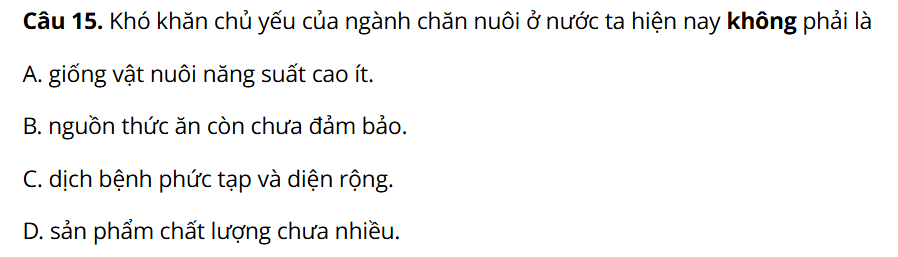 Câu 15. Khó khăn chủ yếu của ngành chăn nuôi ở nước ta hiện nay không phải là
A. giống vật nuôi năng suất cao ít.
B. nguồn thức ăn còn chưa đảm bảo.
C. dịch bệnh phức tạp và diện rộng.
D. sản phẩm chất lượng chưa nhiều.